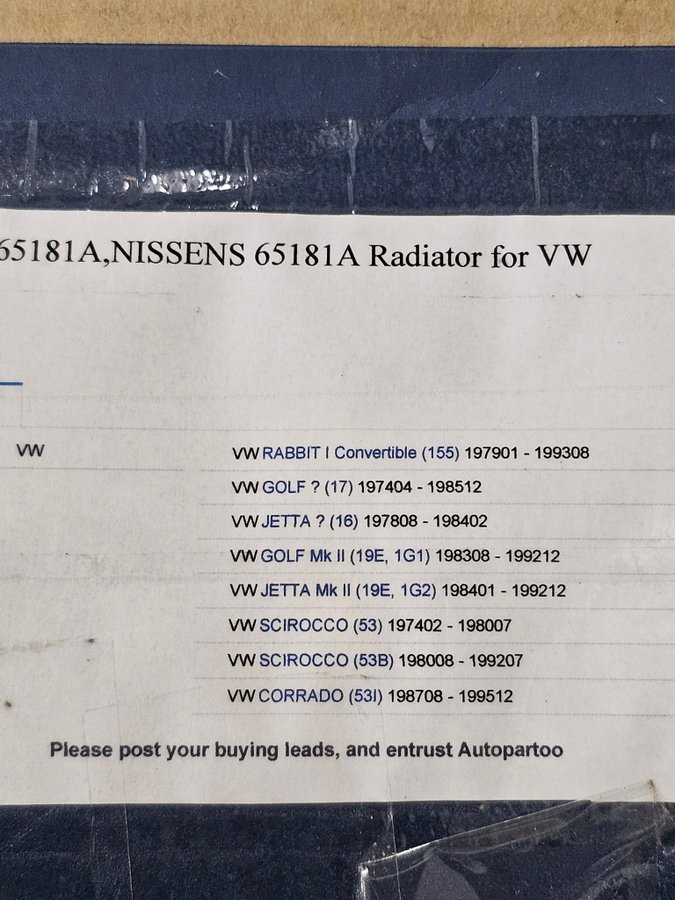 65181A,NISSENS 65181A Radiator for VW
VW
VW RABBIT I Convertible (155) 197901 - 199308
VW GOLF ? (17) 197404 - 198512
VW JETTA ? (16) 197808 - 198402
VW GOLF Mk II (19E, 1G1) 198308 - 199212
VW JETTA Mk II (19E, 1G2) 198401 - 199212
VW SCIROCCO (53) 197402 - 198007
VW SCIROCCO (53B) 198008 - 199207
VW CORRADO (53I) 198708 - 199512
Please post your buying leads, and entrust Autopartoo